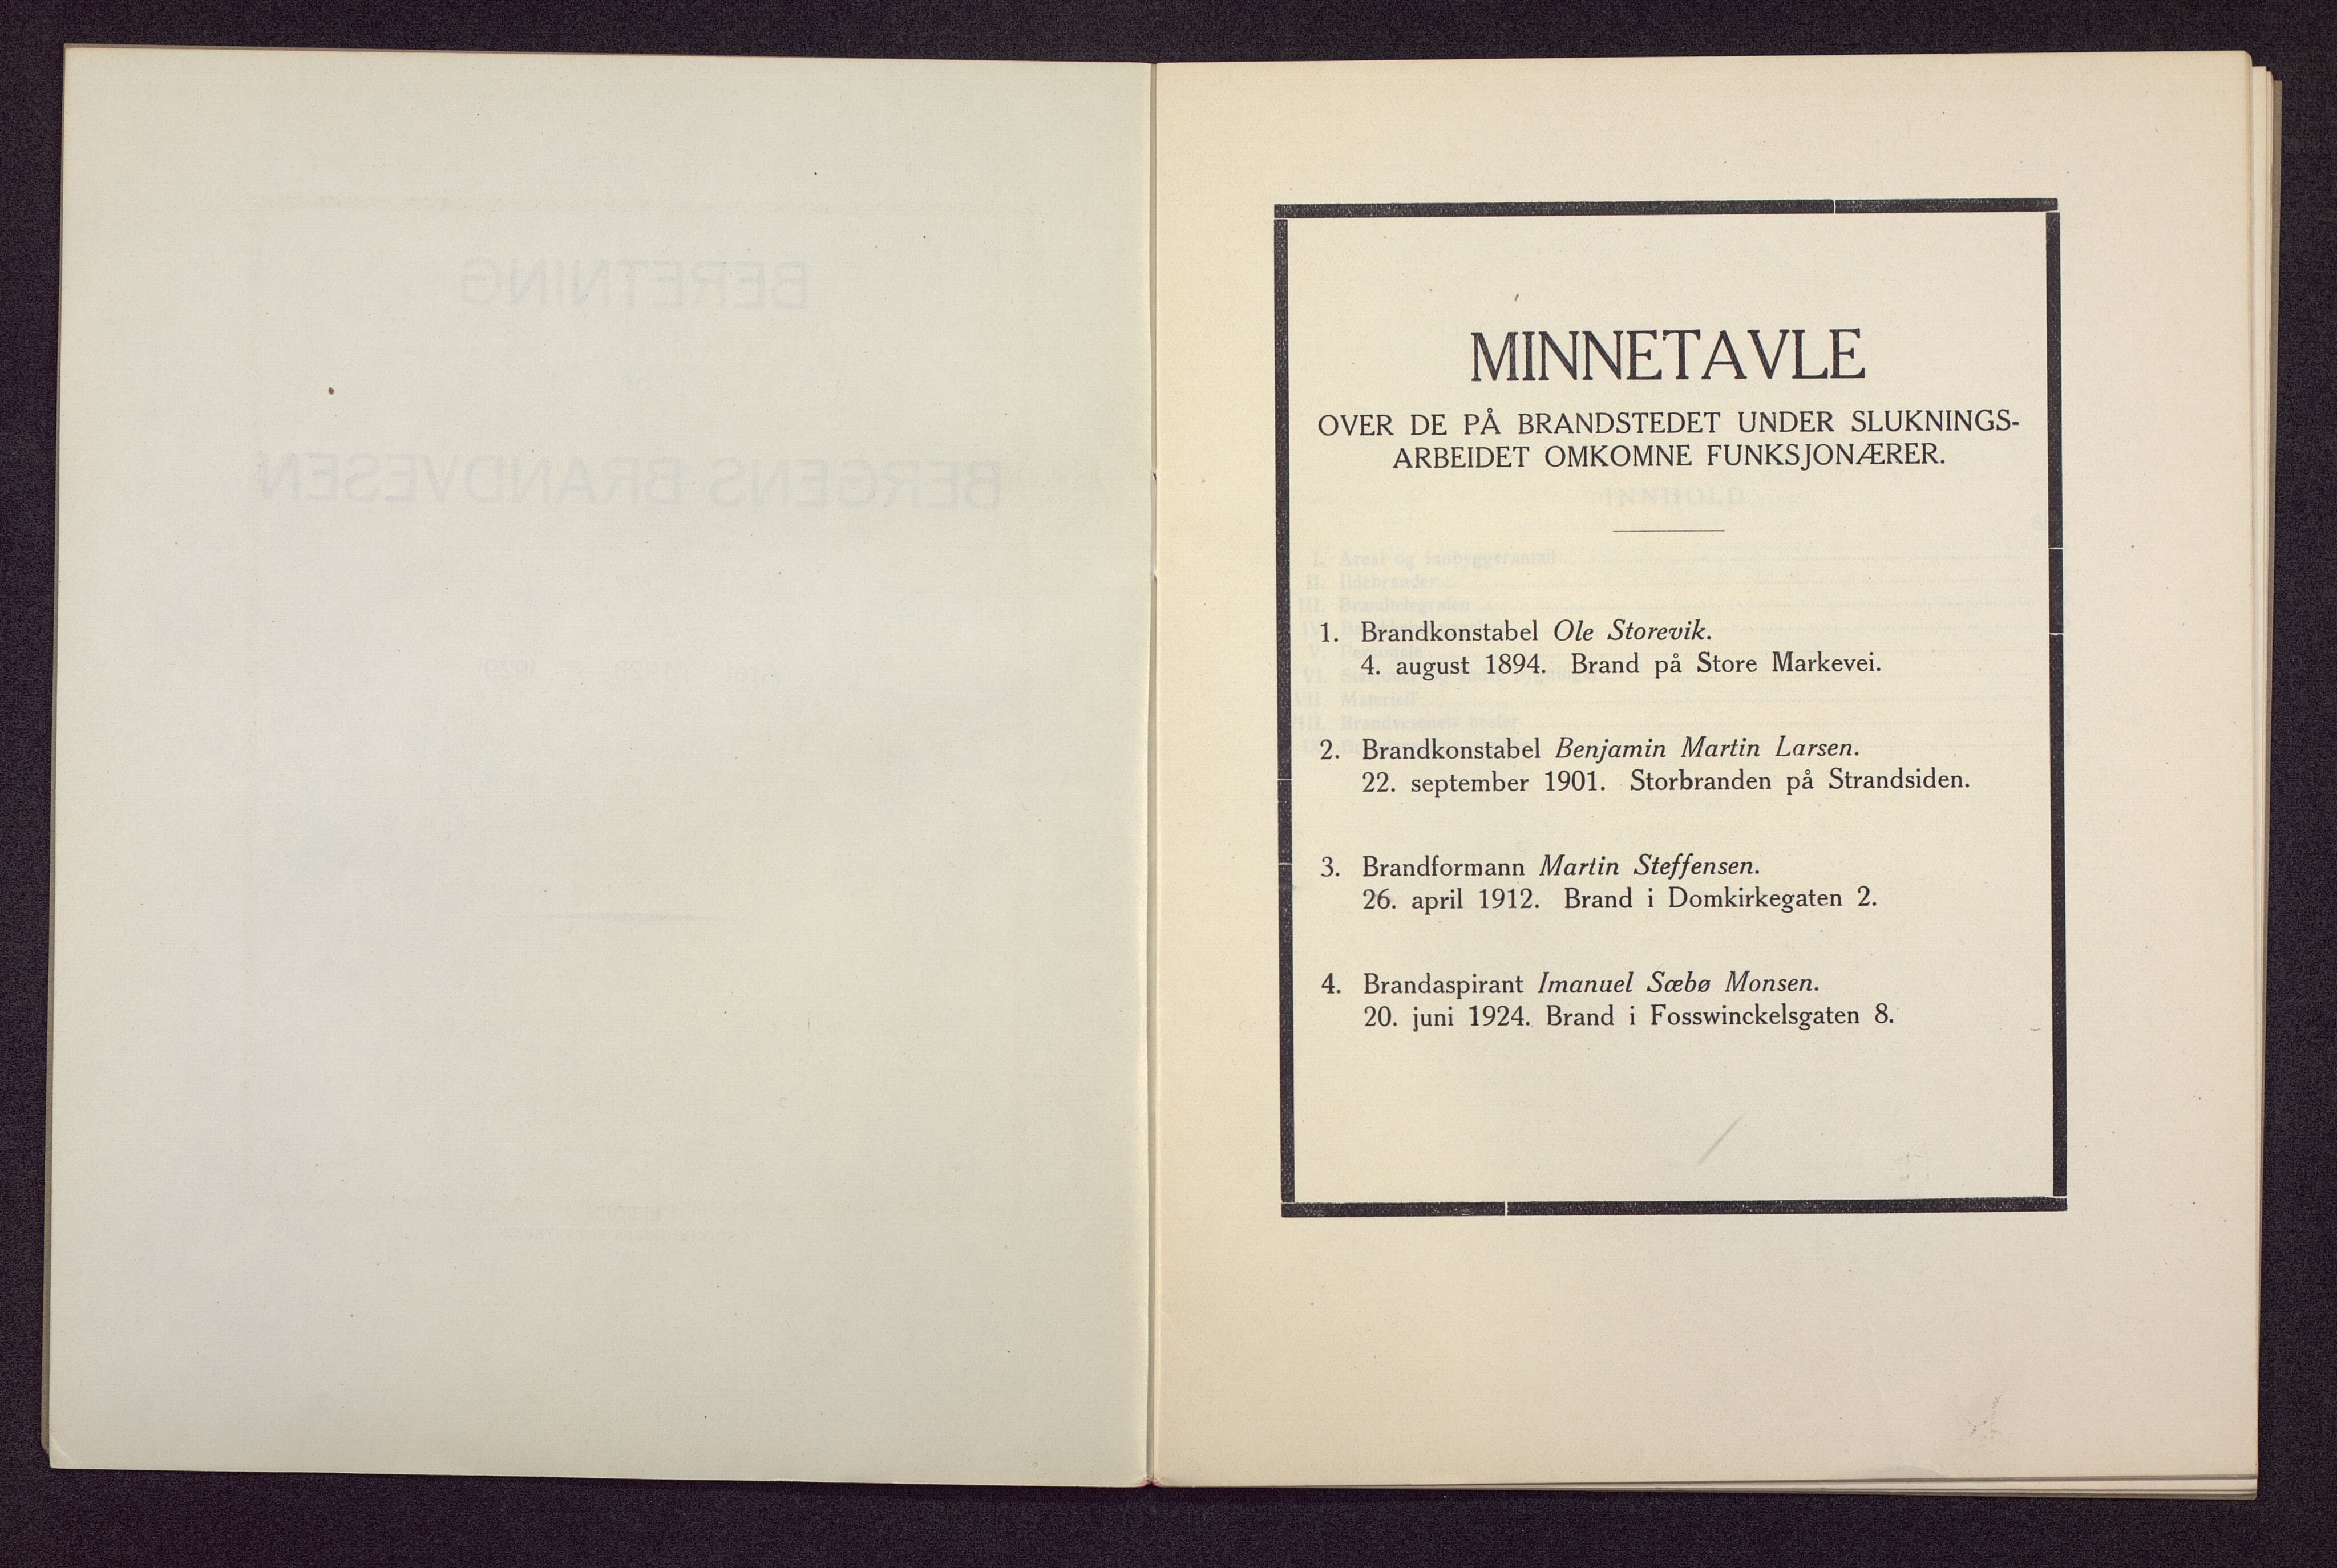 MINNETAVLE
OVER DE PÅ BRANDSTEDET UNDER SLUKNINGS-
ARBEIDET OMKOMNE FUNKSJONÆRER.
1. Brandkonstabel Ole Storevik.
4. august 1894. Brand på Store Markevei.
2. Brandkonstabel Benjamin Martin Larsen.
22. september 1901. Storbranden på Strandsiden.
3. Brandformann Martin Steffensen.
26. april 1912. Brand i Domkirkegaten 2.
4. Brandaspirant Imanuel Sæbø Monsen.
20. juni 1924. Brand i Fosswinckelsgaten 8.